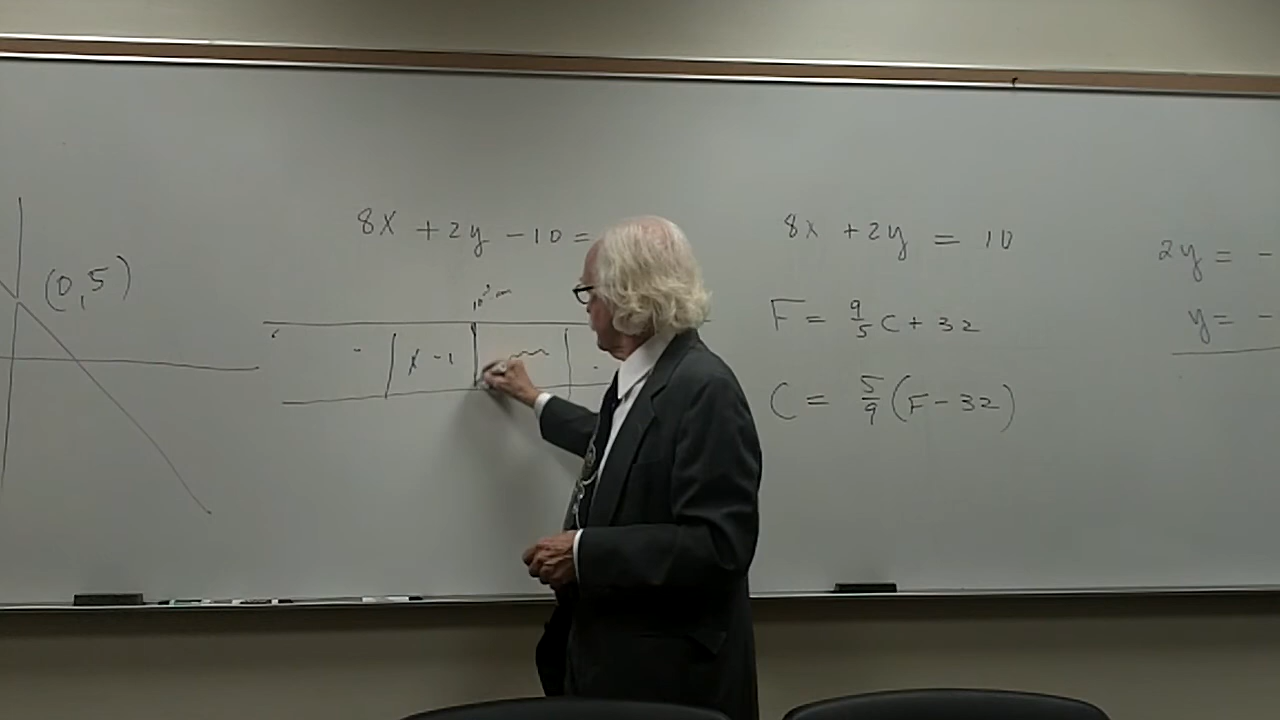 (0,5)
8x + 2y - 10 =
x - 1
8x + 2y = 10
F = 9/5 C + 32
C = 5/9 (F - 32)
2y = -
y = -